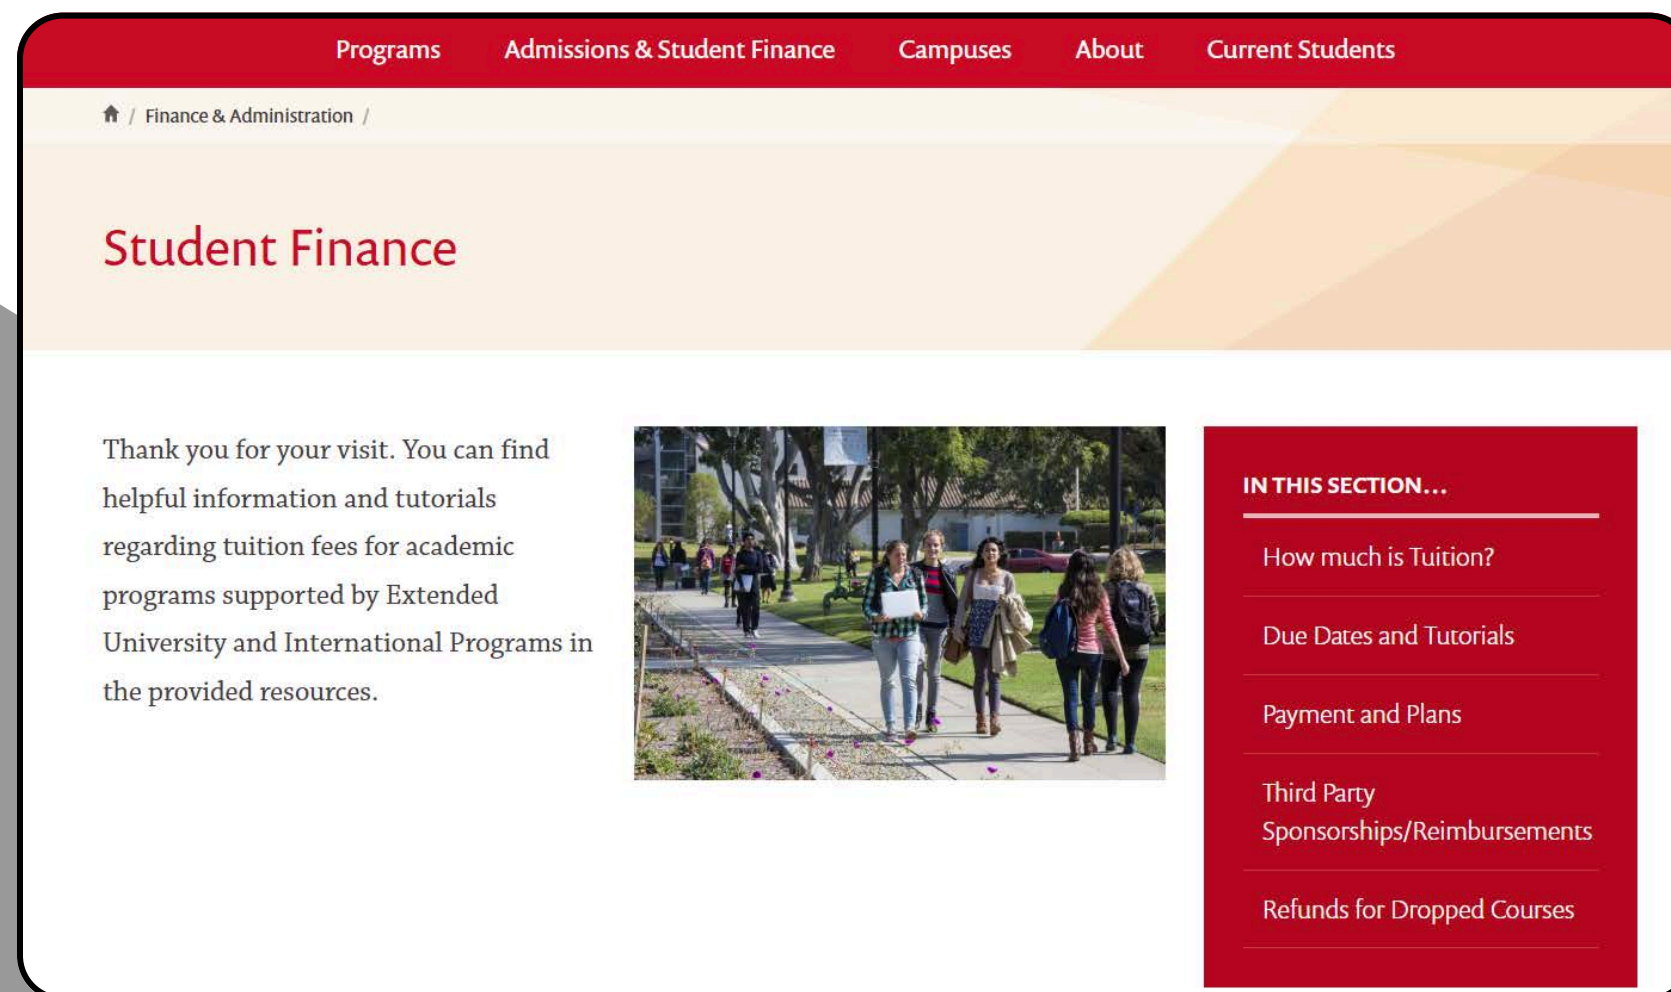 Programs Admissions & Student Finance Campuses About Current Students
/ Finance & Administration /
Student Finance
Thank you for your visit. You can find
helpful information and tutorials
regarding tuition fees for academic
programs supported by Extended
University and International Programs in
the provided resources.
IN THIS SECTION...
How much is Tuition?
Due Dates and Tutorials
Payment and Plans
Third Party
Sponsorships/Reimbursements
Refunds for Dropped Courses